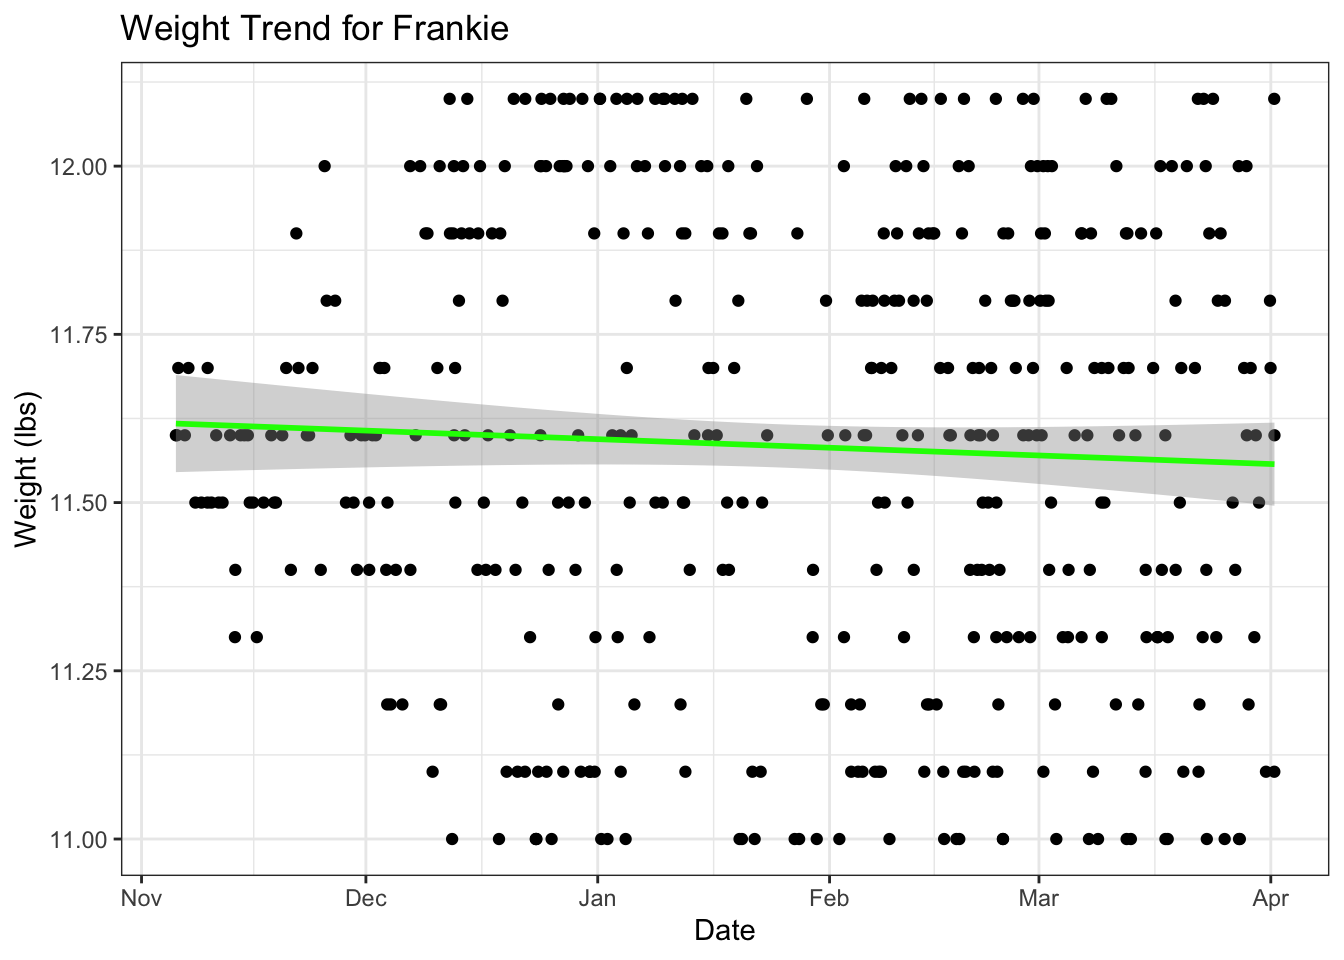 Weight Trend for Frankie
12.00
11.75
11.50
11.25
11.00
Weight (lbs)
Nov Dec Jan Feb Mar Apr
Date